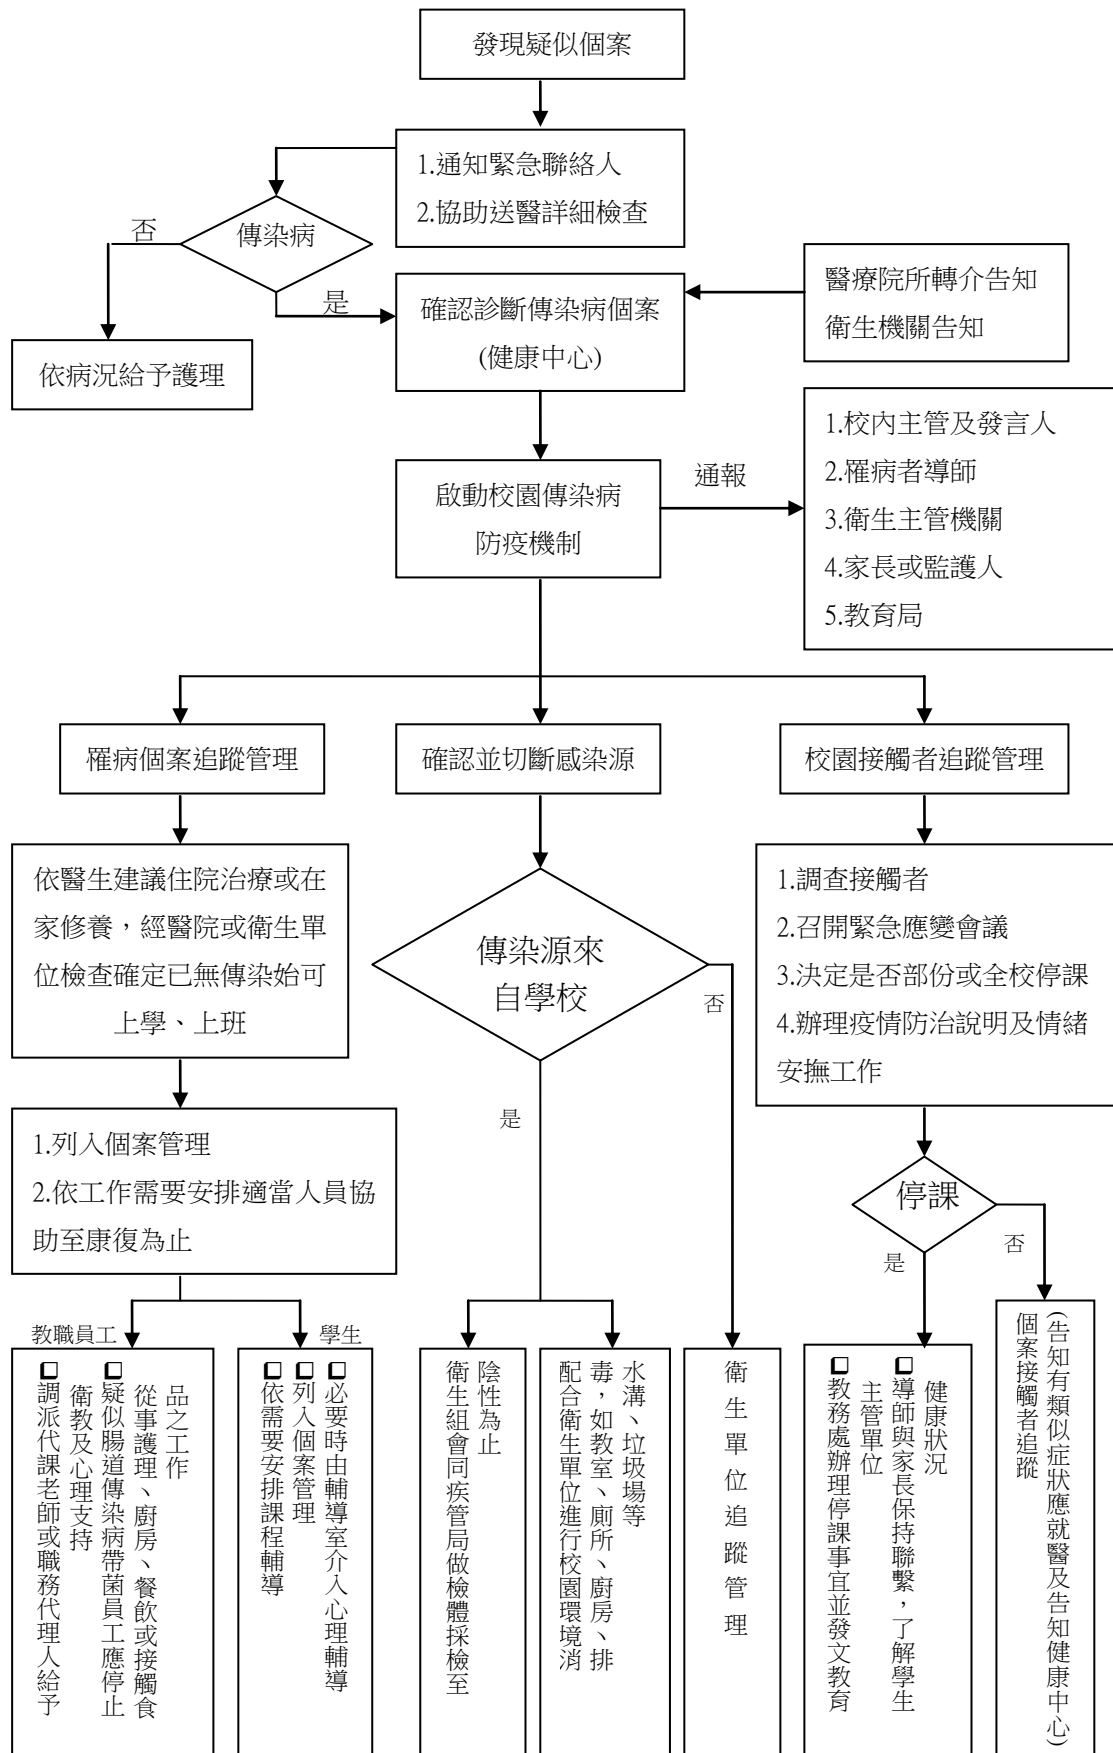 發現疑似個案
1.通知緊急聯絡人
2.協助送醫詳細檢查
傳染病
否
是
依病況給予護理
確認診斷傳染病個案
(健康中心)
醫療院所轉介告知
衛生機關告知
啟動校園傳染病
防疫機制
通報
1.校內主管及發言人
2.罹病者導師
3.衛生主管機關
4.家長或監護人
5.教育局
罹病個案追蹤管理
確認並切斷感染源
校園接觸者追蹤管理
依醫生建議住院治療或在
家修養，經醫院或衛生單
位檢查確定已無傳染始可
上學、上班
傳染源來
自學校
否
是
1.調查接觸者
2.召開緊急應變會議
3.決定是否部份或全校停課
4.辦理疫情防治說明及情緒
安撫工作
1.列入個案管理
2.依工作需要安排適當人員協
助至康復為止
停課
否
是
教職員工
學生
❑調派代課老師或職務代理人給予
衛教及心理支持
❑疑似腸道傳染病帶菌員工應停止
從事護理、廚房、餐飲或接觸食
品之工作
❑依需要安排課程輔導
❑列入個案管理
❑必要時由輔導室介入心理輔導
衛生組會同疾管局做檢體採檢至
陰性為止
配合衛生單位進行校園環境消
毒，如教室、廁所、廚房、排
水溝、垃圾場等
衛生單位追蹤管理
❑教務處辦理停課事宜並發文教育
主管單位
❑導師與家長保持聯繫，了解學生
健康狀況
個案接觸者追蹤
(告知有類似症狀應就醫及告知健康中心)